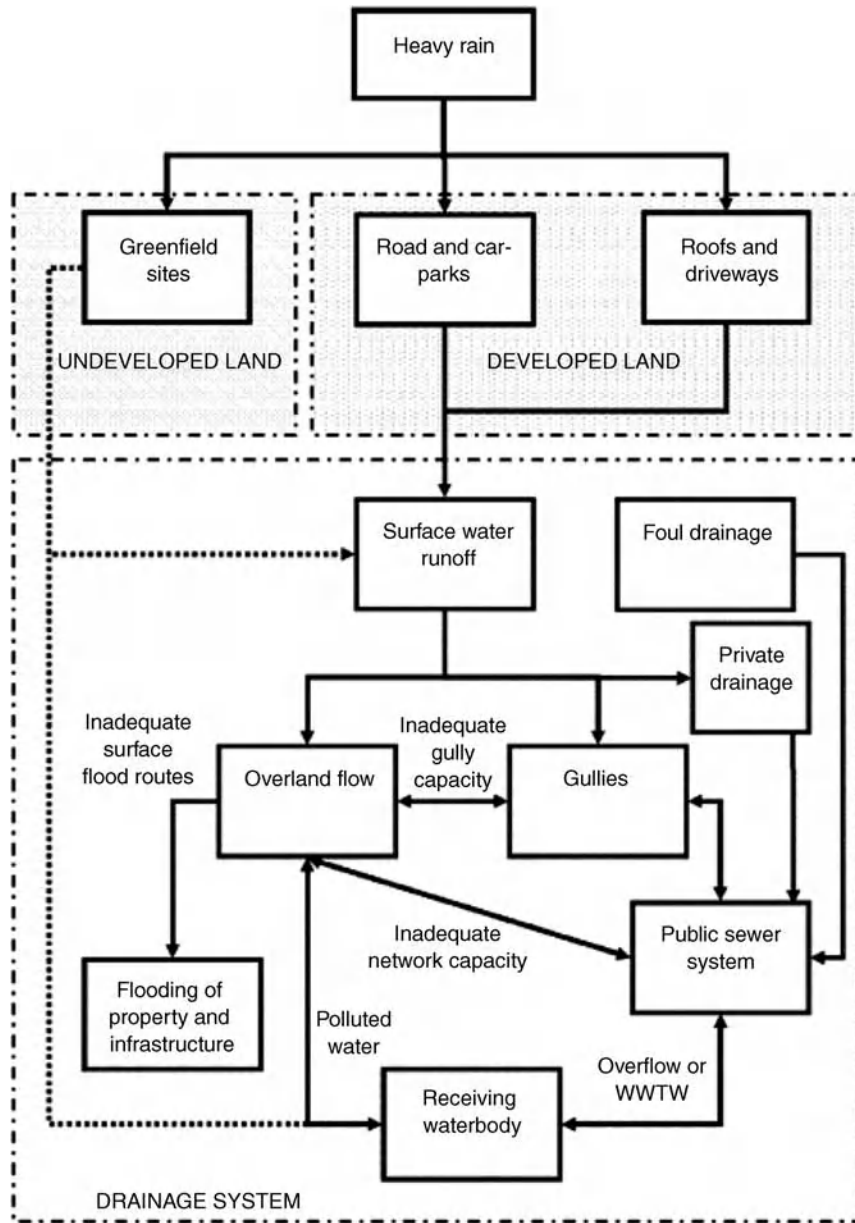 Heavy rain
Greenfield
sites
Road and car-
parks
Roofs and
driveways
UNDEVELOPED LAND
DEVELOPED LAND
Surface water
runoff
Foul drainage
Private
drainage
Inadequate
surface
flood routes
Overland flow
Inadequate
gully
capacity
Gullies
Inadequate
network capacity
Public sewer
system
Flooding of
property and
infrastructure
Polluted
water
Receiving
waterbody
Overflow or
WWTW
DRAINAGE SYSTEM